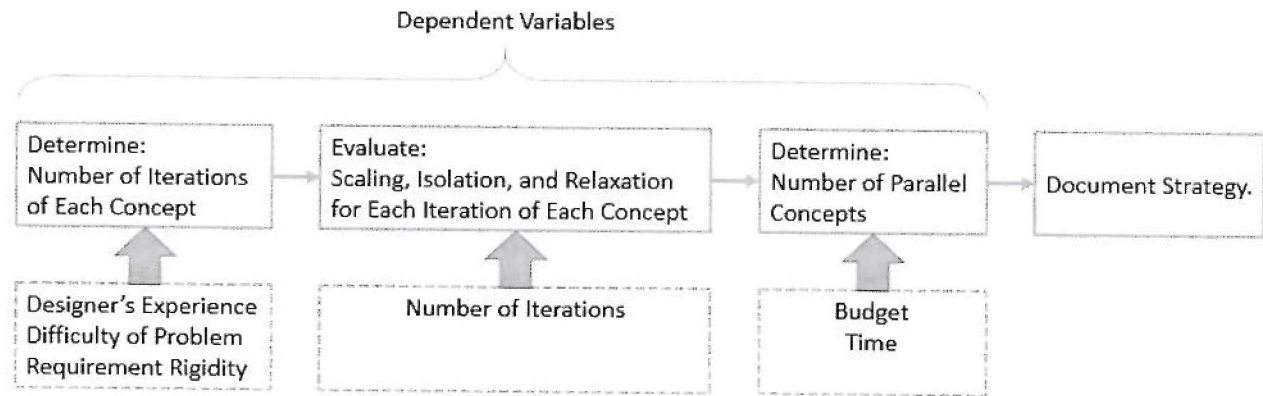 Dependent Variables
Determine:
Number of Iterations
of Each Concept
Evaluate:
Scaling, Isolation, and Relaxation
for Each Iteration of Each Concept
Determine:
Number of Parallel
Concepts
Document Strategy.
Designer's Experience
Difficulty of Problem
Requirement Rigidity
Number of Iterations
Budget
Time